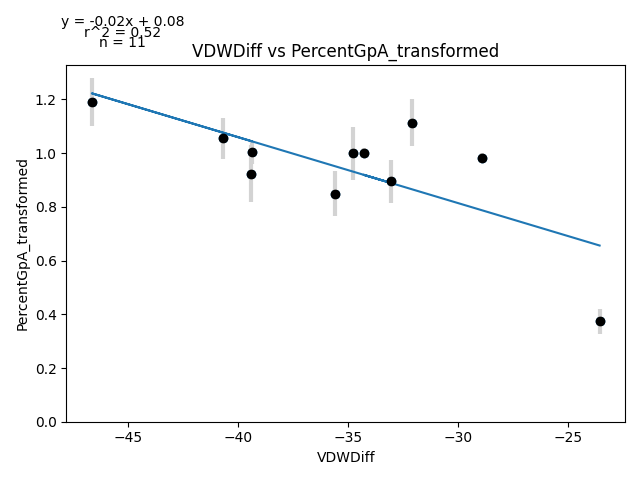 y = -0.02x + 0.08
r^2 = 0.52
n = 11
VDWDiff vs PercentGpA_transformed
PercentGpA_transformed
1.2
1.0
0.8
0.6
0.4
0.2
0.0
−45
−40
−35
−30
−25
VDWDiff